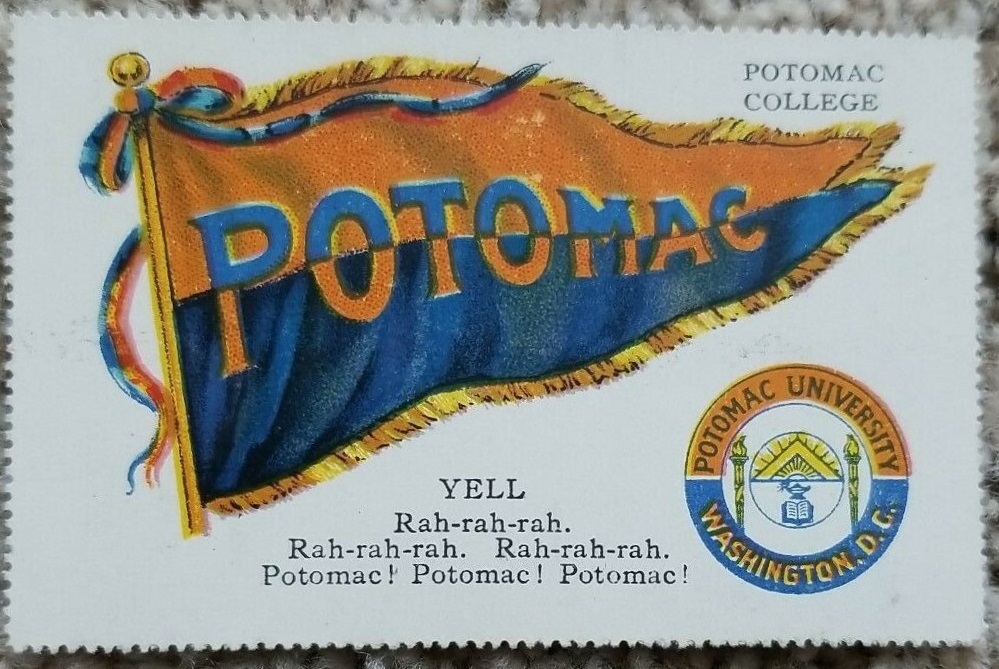 POTOMAC
COLLEGE
POTOMAC
POTOMAC UNIVERSITY
WASHINGTON, D.C.
YELL
Rah-rah-rah.
Rah-rah-rah. Rah-rah-rah.
Potomac! Potomac! Potomac!